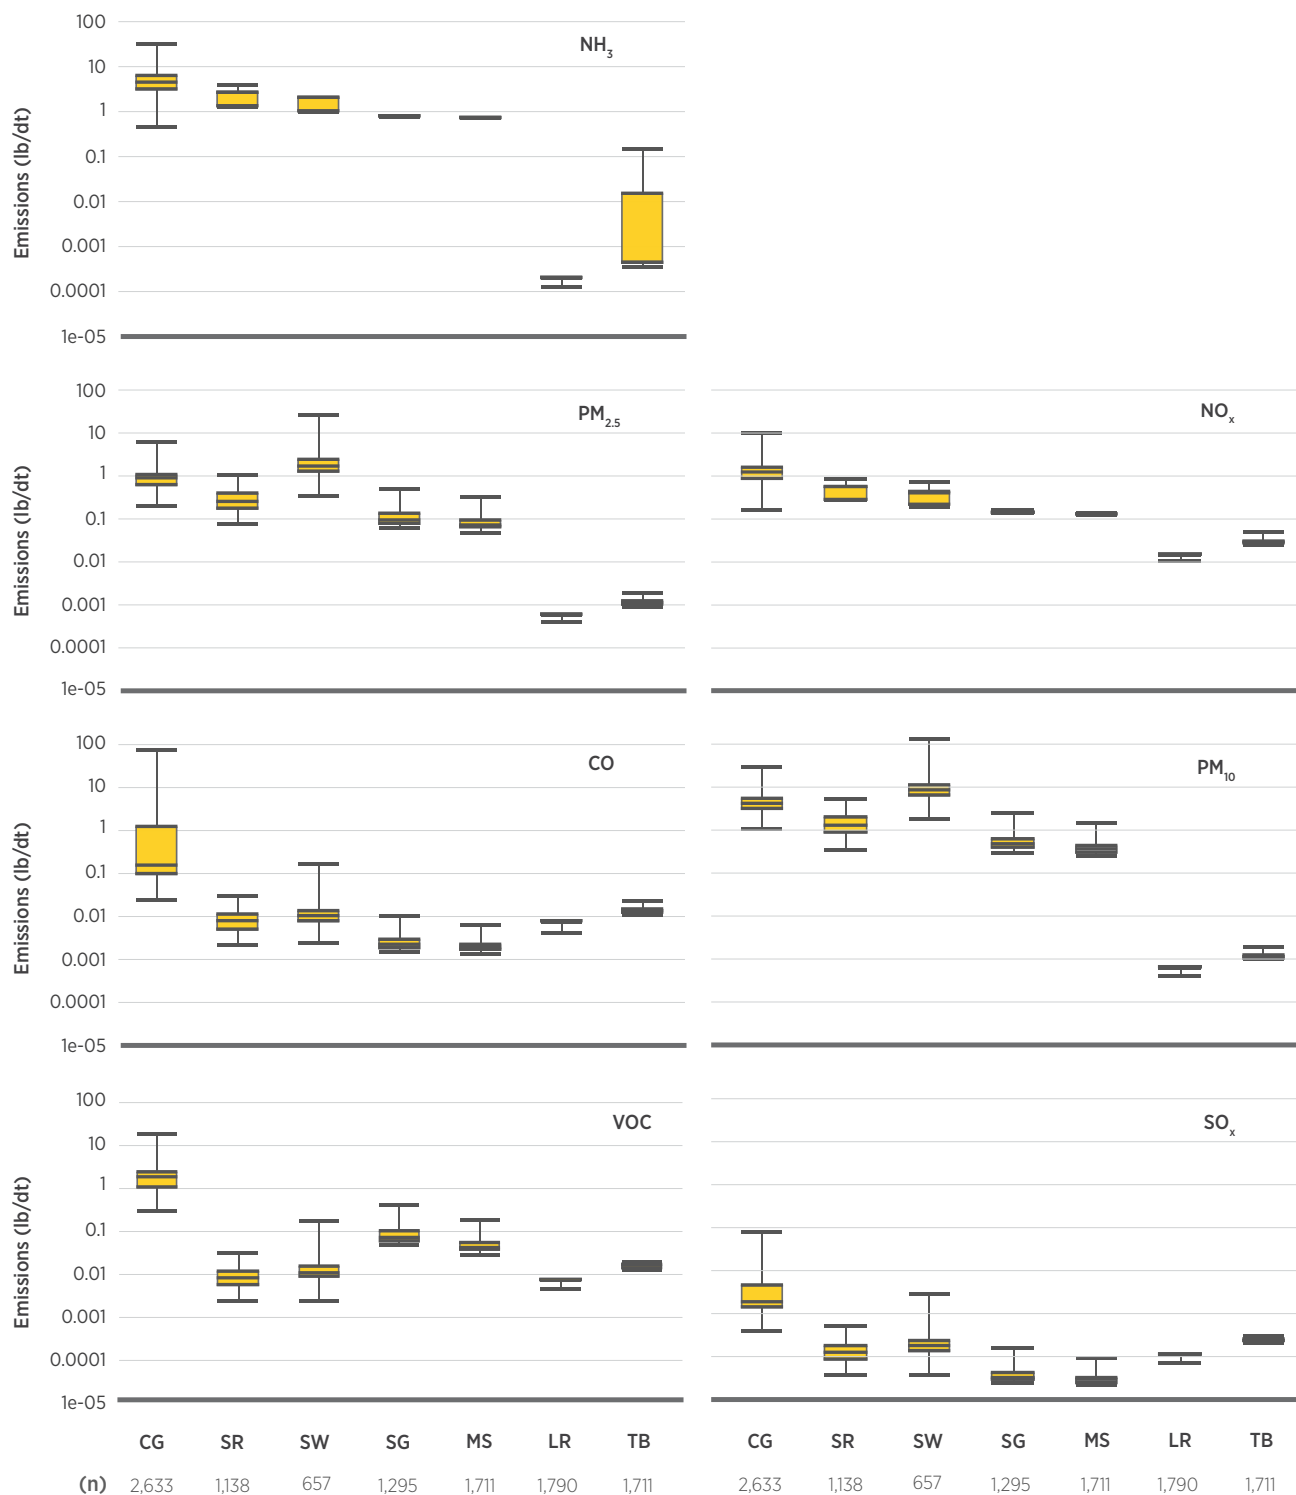 NH3
Emissions (lb/dt)
100
10
1
0.1
0.01
0.001
0.0001
1e-05
PM2.5
Emissions (lb/dt)
100
10
1
0.1
0.01
0.001
0.0001
1e-05
NOx
CO
Emissions (lb/dt)
100
10
1
0.1
0.01
0.001
0.0001
1e-05
PM10
VOC
Emissions (lb/dt)
100
10
1
0.1
0.01
0.001
0.0001
1e-05
SOx
CG SR SW SG MS LR TB CG SR SW SG MS LR TB
(n) 2,633 1,138 657 1,295 1,711 1,790 1,711 2,633 1,138 657 1,295 1,711 1,790 1,711